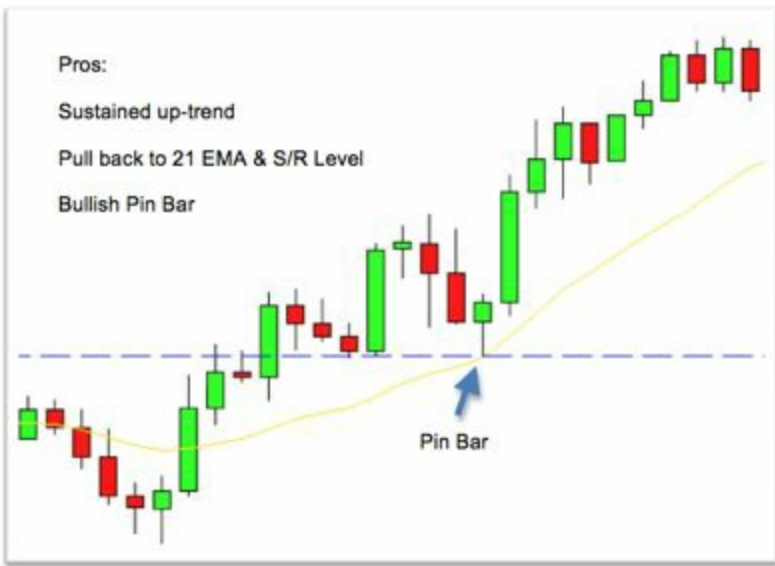 Pros:
Sustained up-trend
Pull back to 21 EMA & S/R Level
Bullish Pin Bar
Pin Bar